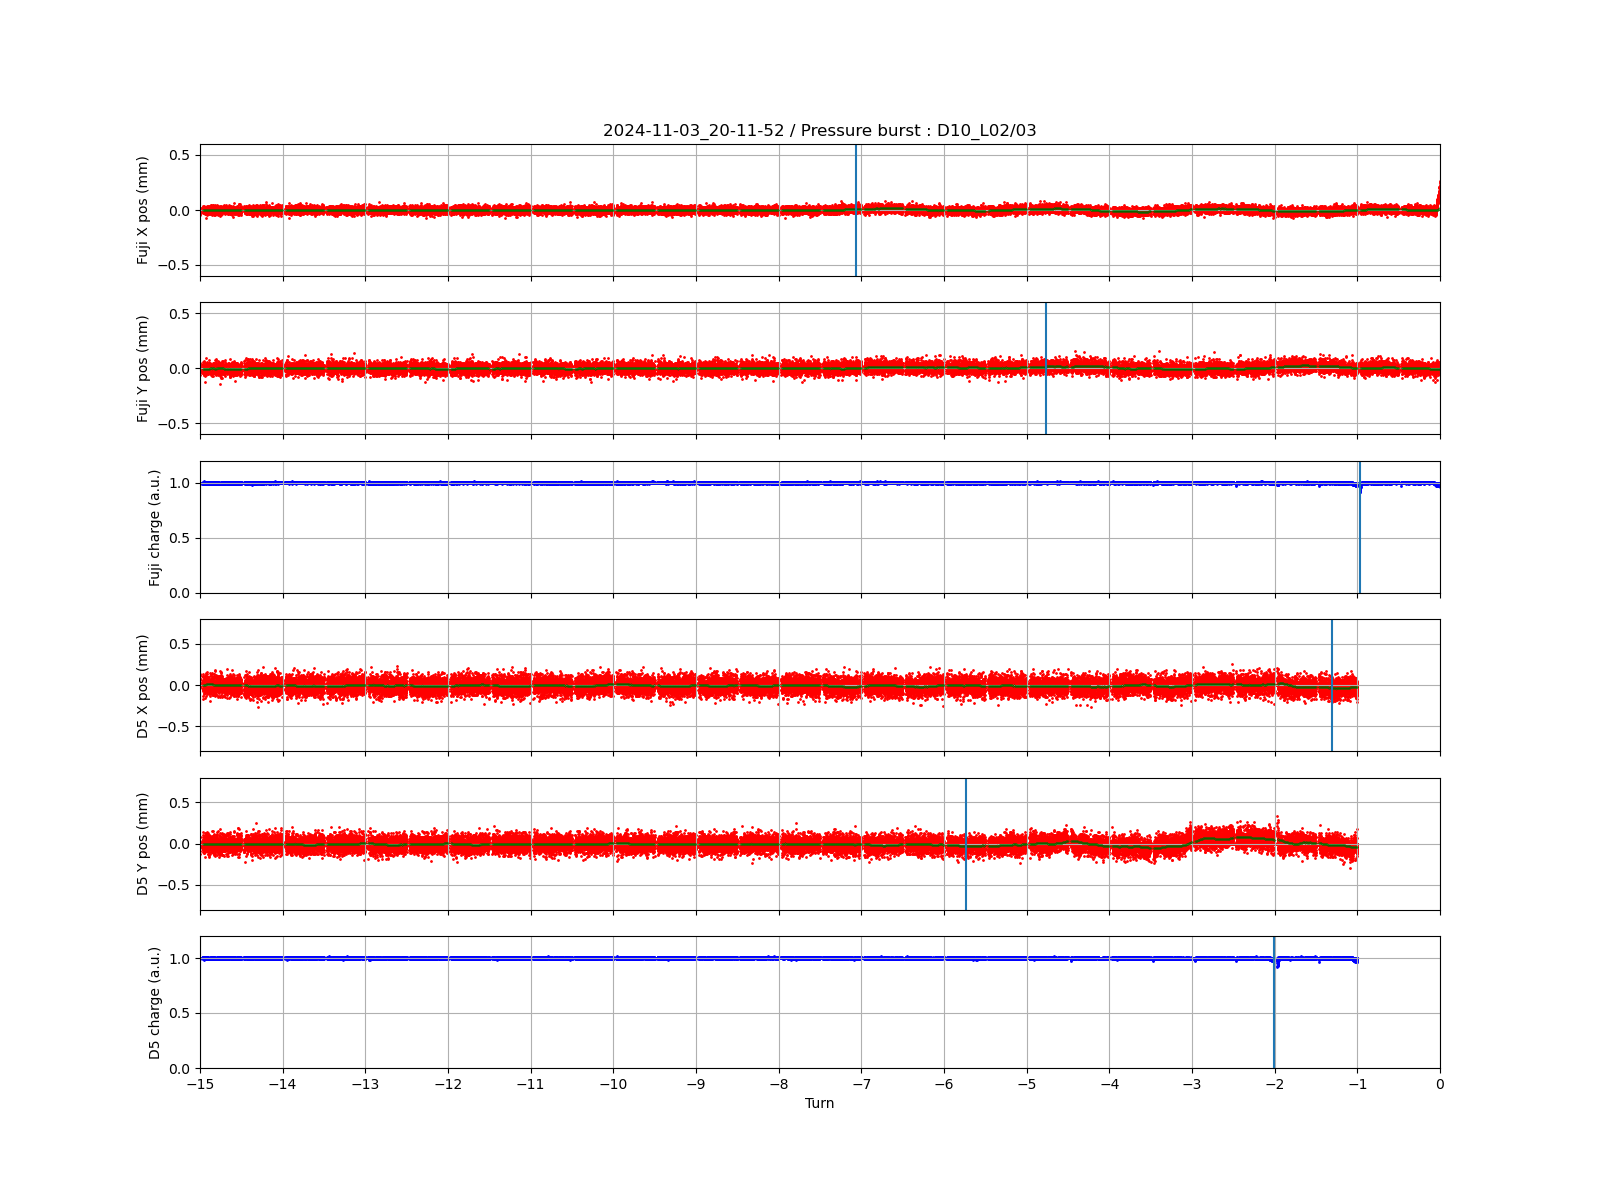 2024-11-03_20-11-52 / Pressure burst : D10_L02/03
Fuji X pos (mm)
0.5
0.0
−0.5
Fuji Y pos (mm)
0.5
0.0
−0.5
Fuji charge (a.u.)
1.0
0.5
0.0
D5 X pos (mm)
0.5
0.0
−0.5
D5 Y pos (mm)
0.5
0.0
−0.5
D5 charge (a.u.)
1.0
0.5
0.0
−15 −14 −13 −12 −11 −10 −9 −8 −7 −6 −5 −4 −3 −2 −1 0
Turn